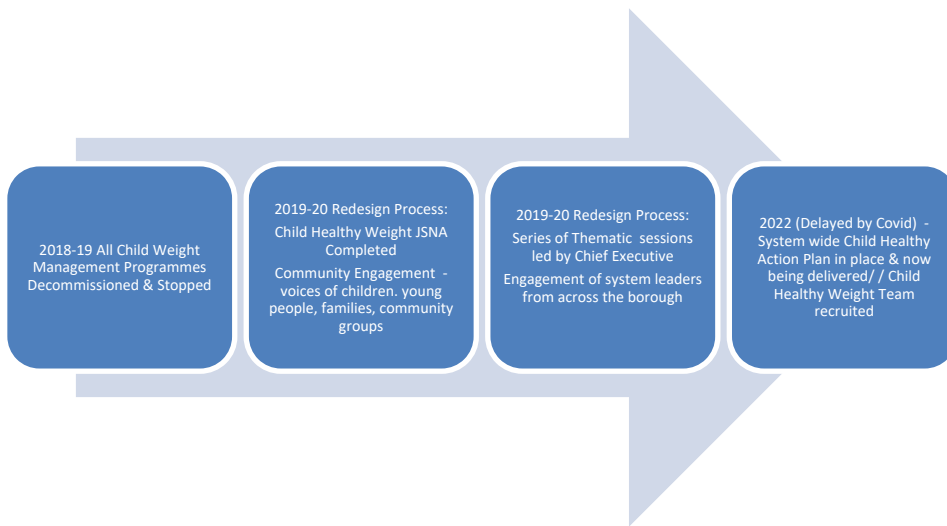 2018-19 All Child Weight
Management Programmes
Decommissioned & Stopped
2019-20 Redesign Process:
Child Healthy Weight JSNA
Completed
Community Engagement -
voices of children. young
people, families, community
groups
2019-20 Redesign Process:
Series of Thematic sessions
led by Chief Executive
Engagement of system leaders
from across the borough
2022 (Delayed by Covid) -
System wide Child Healthy
Action Plan in place & now
being delivered/ / Child
Healthy Weight Team
recruited